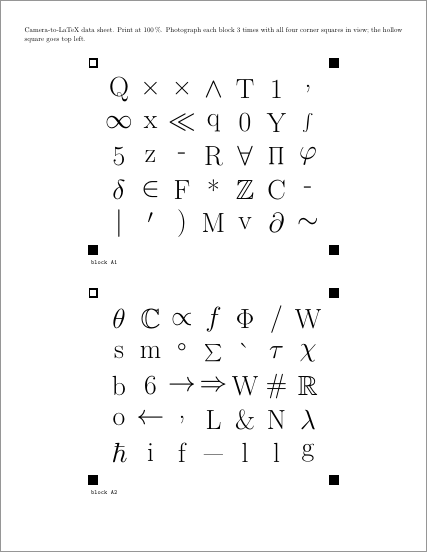 Camera-to-LaTeX data sheet. Print at 100 %. Photograph each block 3 times with all four corner squares in view; the hollow
square goes top left.
Q × × ∧ T 1 ,
∞ x ≪ q 0 Y ∫
5 z - R ∀ Π φ
δ ∈ F * ℤ C -
| ′ ) M v ∂ ∼
block A1
θ ℂ ∝ f Φ / W
s m ° Σ ` τ χ
b 6 → ⇒ W # ℝ
o ← , L & N λ
ℏ i f — l l g
block A2